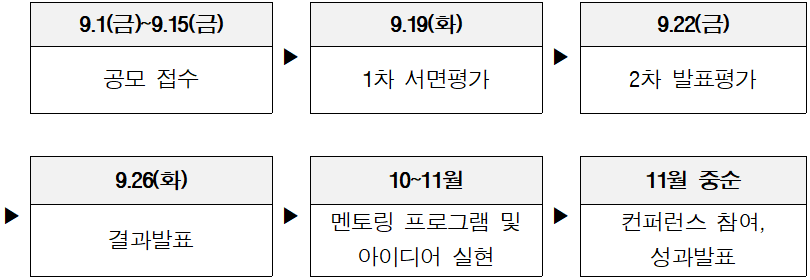 9.1(금)~9.15(금)
공모 접수
▶
9.19(화)
1차 서면평가
▶
9.22(금)
2차 발표평가
▶
9.26(화)
결과발표
▶
10~11월
멘토링 프로그램 및
아이디어 실현
▶
11월 중순
컨퍼런스 참여,
성과발표